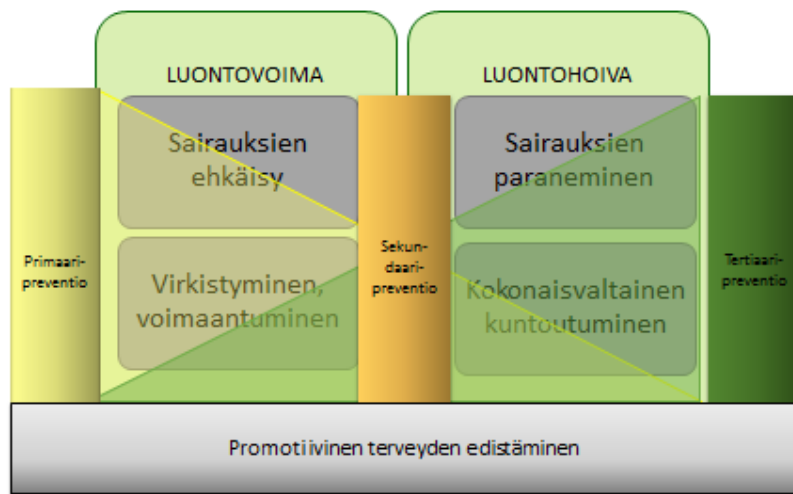 LUONTOVOIMA
LUONTOHOIVA
Sairauksien
ehkäisy
Sairauksien
paraneminen
Primaari-
preventio
Virkistyminen,
voimaantuminen
Sekun-
daari-
preventio
Kokonaisvaltainen
kuntoutuminen
Tertiaari-
preventio
Promotiivinen terveyden edistäminen